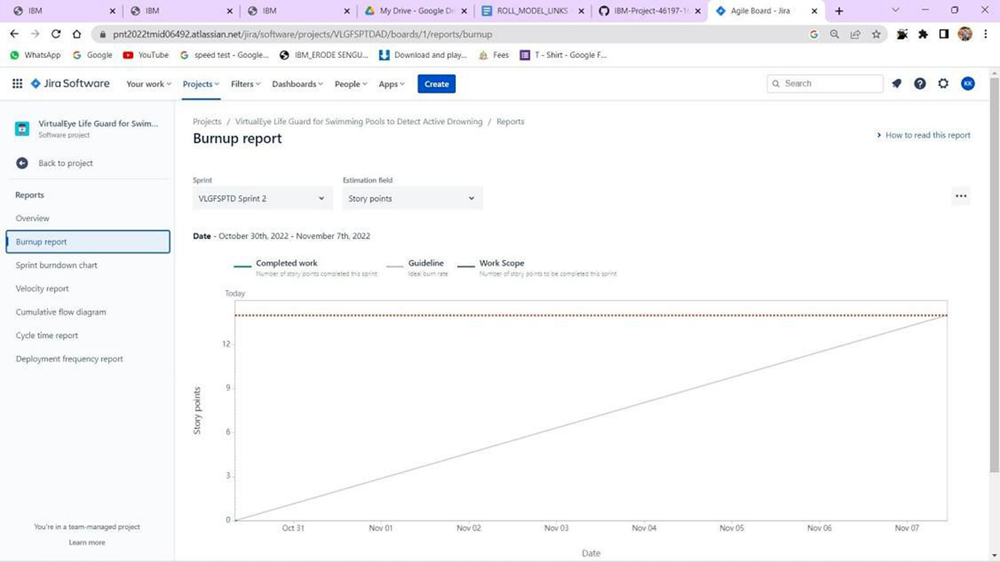 IBM
IBM
IBM
My Drive - Google Dri
ROLL_MODEL_LINKS -
IBM-Project-46197-16
Agile Board - Jira
pnt2022tmid06492.atlassian.net/jira/software/projects/VLGFSPTDAD/boards/1/reports/burnup
WhatsApp
Google
YouTube
speed test - Google...
IBM_ERODE SENGU...
Download and play...
Fees
T - Shirt - Google F...
Jira Software
Your work
Projects
Filters
Dashboards
People
Apps
Create
Search
KK
VirtualEye Life Guard for Swim...
Software project
Back to project
Reports
Overview
Burnup report
Sprint burndown chart
Velocity report
Cumulative flow diagram
Cycle time report
Deployment frequency report
You're in a team-managed project
Learn more
Projects / VirtualEye Life Guard for Swimming Pools to Detect Active Drowning / Reports
Burnup report
How to read this report
Sprint
Estimation field
VLGFSPTD Sprint 2
Story points
Date - October 30th, 2022 - November 7th, 2022
Completed work
Number of story points completed this sprint
Guideline
Ideal burn rate
Work Scope
Number of story points to be completed this sprint
Today
12
9
6
3
0
Story points
Oct 31
Nov 01
Nov 02
Nov 03
Nov 04
Nov 05
Nov 06
Nov 07
Date